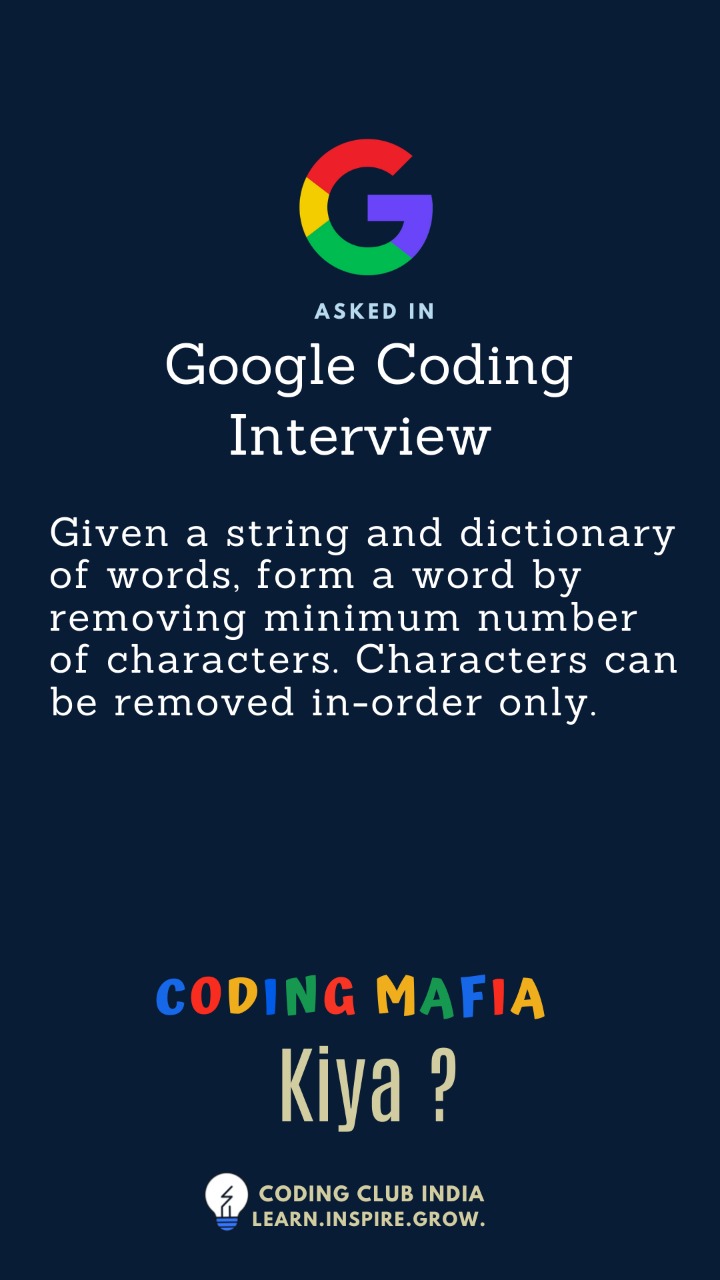 ASKED IN
Google Coding
Interview
Given a string and dictionary
of words, form a word by
removing minimum number
of characters. Characters can
be removed in-order only.
CODING MAFIA
Kiya ?
CODING CLUB INDIA
LEARN.INSPIRE.GROW.